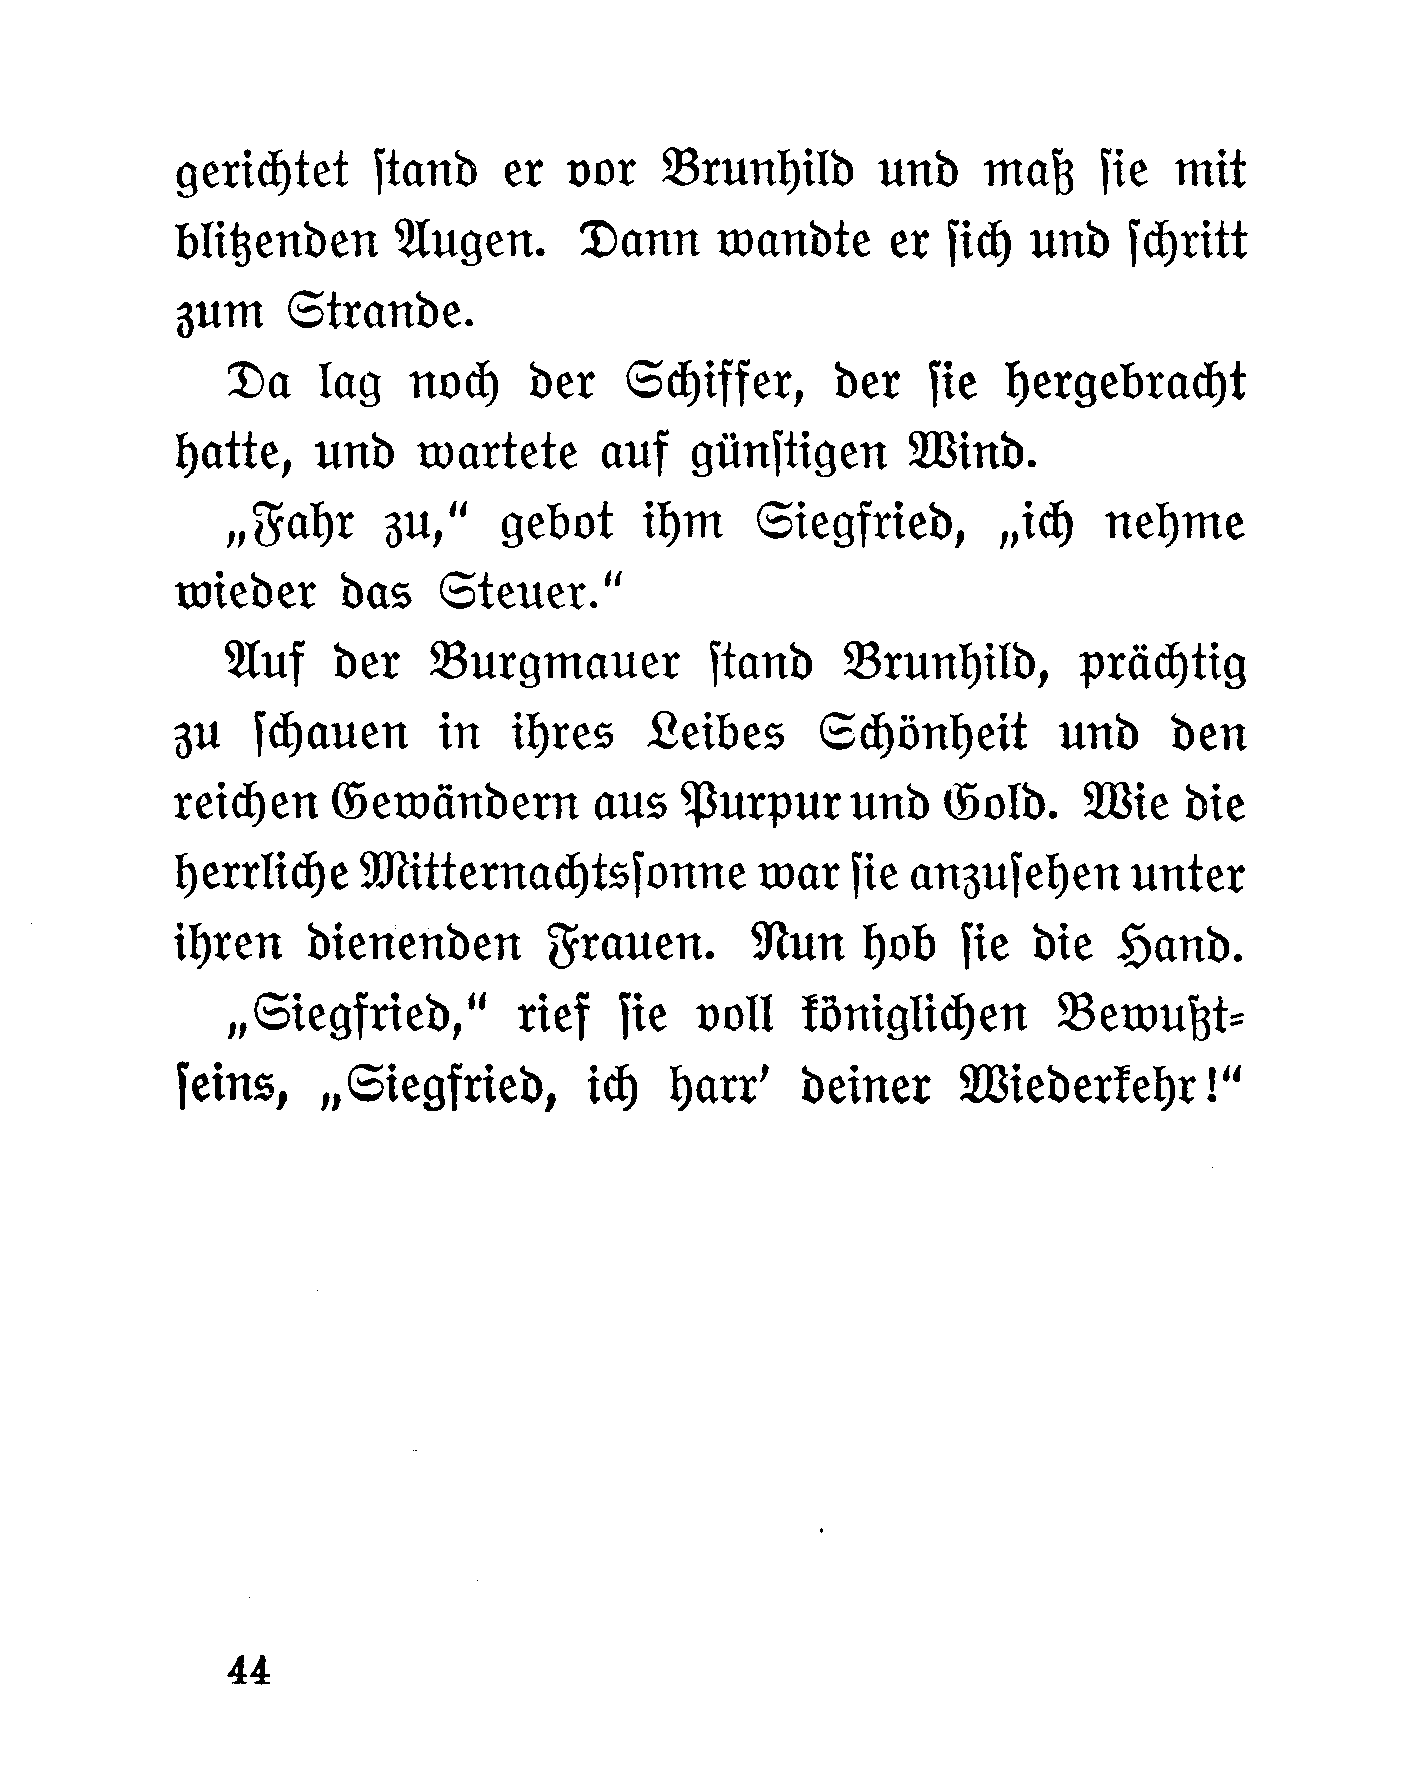 gerichtet ſtand er vor Brunhild und maß ſie mit
blitzenden Augen. Dann wandte er ſich und ſchritt
zum Strande.
Da lag noch der Schiffer, der ſie hergebracht
hatte, und wartete auf günſtigen Wind.
„Fahr zu,“ gebot ihm Siegfried, „ich nehme
wieder das Steuer.“
Auf der Burgmauer ſtand Brunhild, prächtig
zu ſchauen in ihres Leibes Schönheit und den
reichen Gewändern aus Purpur und Gold. Wie die
herrliche Mitternachtsſonne war ſie anzuſehen unter
ihren dienenden Frauen. Nun hob ſie die Hand.
„Siegfried,“ rief ſie voll königlichen Bewußt⸗
ſeins, „Siegfried, ich harr’ deiner Wiederkehr!“
44